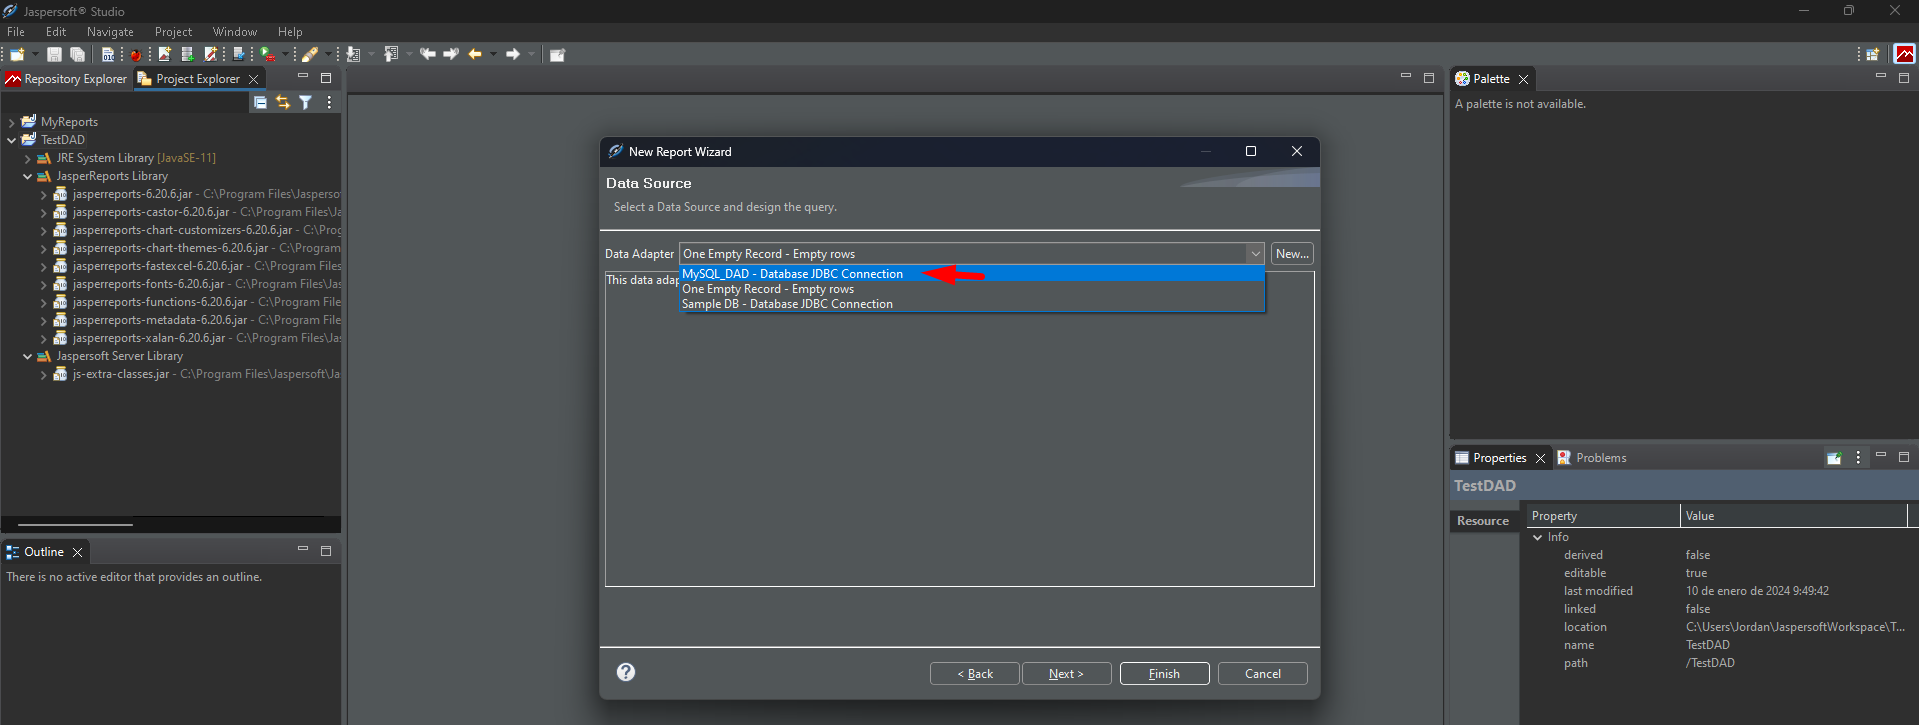 Jaspersoft® Studio
File Edit Navigate Project Window Help
Repository Explorer
Project Explorer
MyReports
TestDAD
JRE System Library [JavaSE-11]
JasperReports Library
jasperreports-6.20.6.jar - C:\Program Files\Jasperso
jasperreports-castor-6.20.6.jar - C:\Program Files\Ja
jasperreports-chart-customizers-6.20.6.jar - C:\Prog
jasperreports-chart-themes-6.20.6.jar - C:\Program
jasperreports-fastexcel-6.20.6.jar - C:\Program Files
jasperreports-fonts-6.20.6.jar - C:\Program Files\Jas
jasperreports-functions-6.20.6.jar - C:\Program Files
jasperreports-metadata-6.20.6.jar - C:\Program File
jasperreports-xalan-6.20.6.jar - C:\Program Files\Jas
Jaspersoft Server Library
js-extra-classes.jar - C:\Program Files\Jaspersoft\Ja
Outline
There is no active editor that provides an outline.
New Report Wizard
Data Source
Select a Data Source and design the query.
Data Adapter
One Empty Record - Empty rows
New...
This data adap
MySQL_DAD - Database JDBC Connection
One Empty Record - Empty rows
Sample DB - Database JDBC Connection
< Back
Next >
Finish
Cancel
Palette
A palette is not available.
Properties
Problems
TestDAD
Resource
Property Value
Info
derived false
editable true
last modified 10 de enero de 2024 9:49:42
linked false
location C:\Users\Jordan\JaspersoftWorkspace\T...
name TestDAD
path /TestDAD